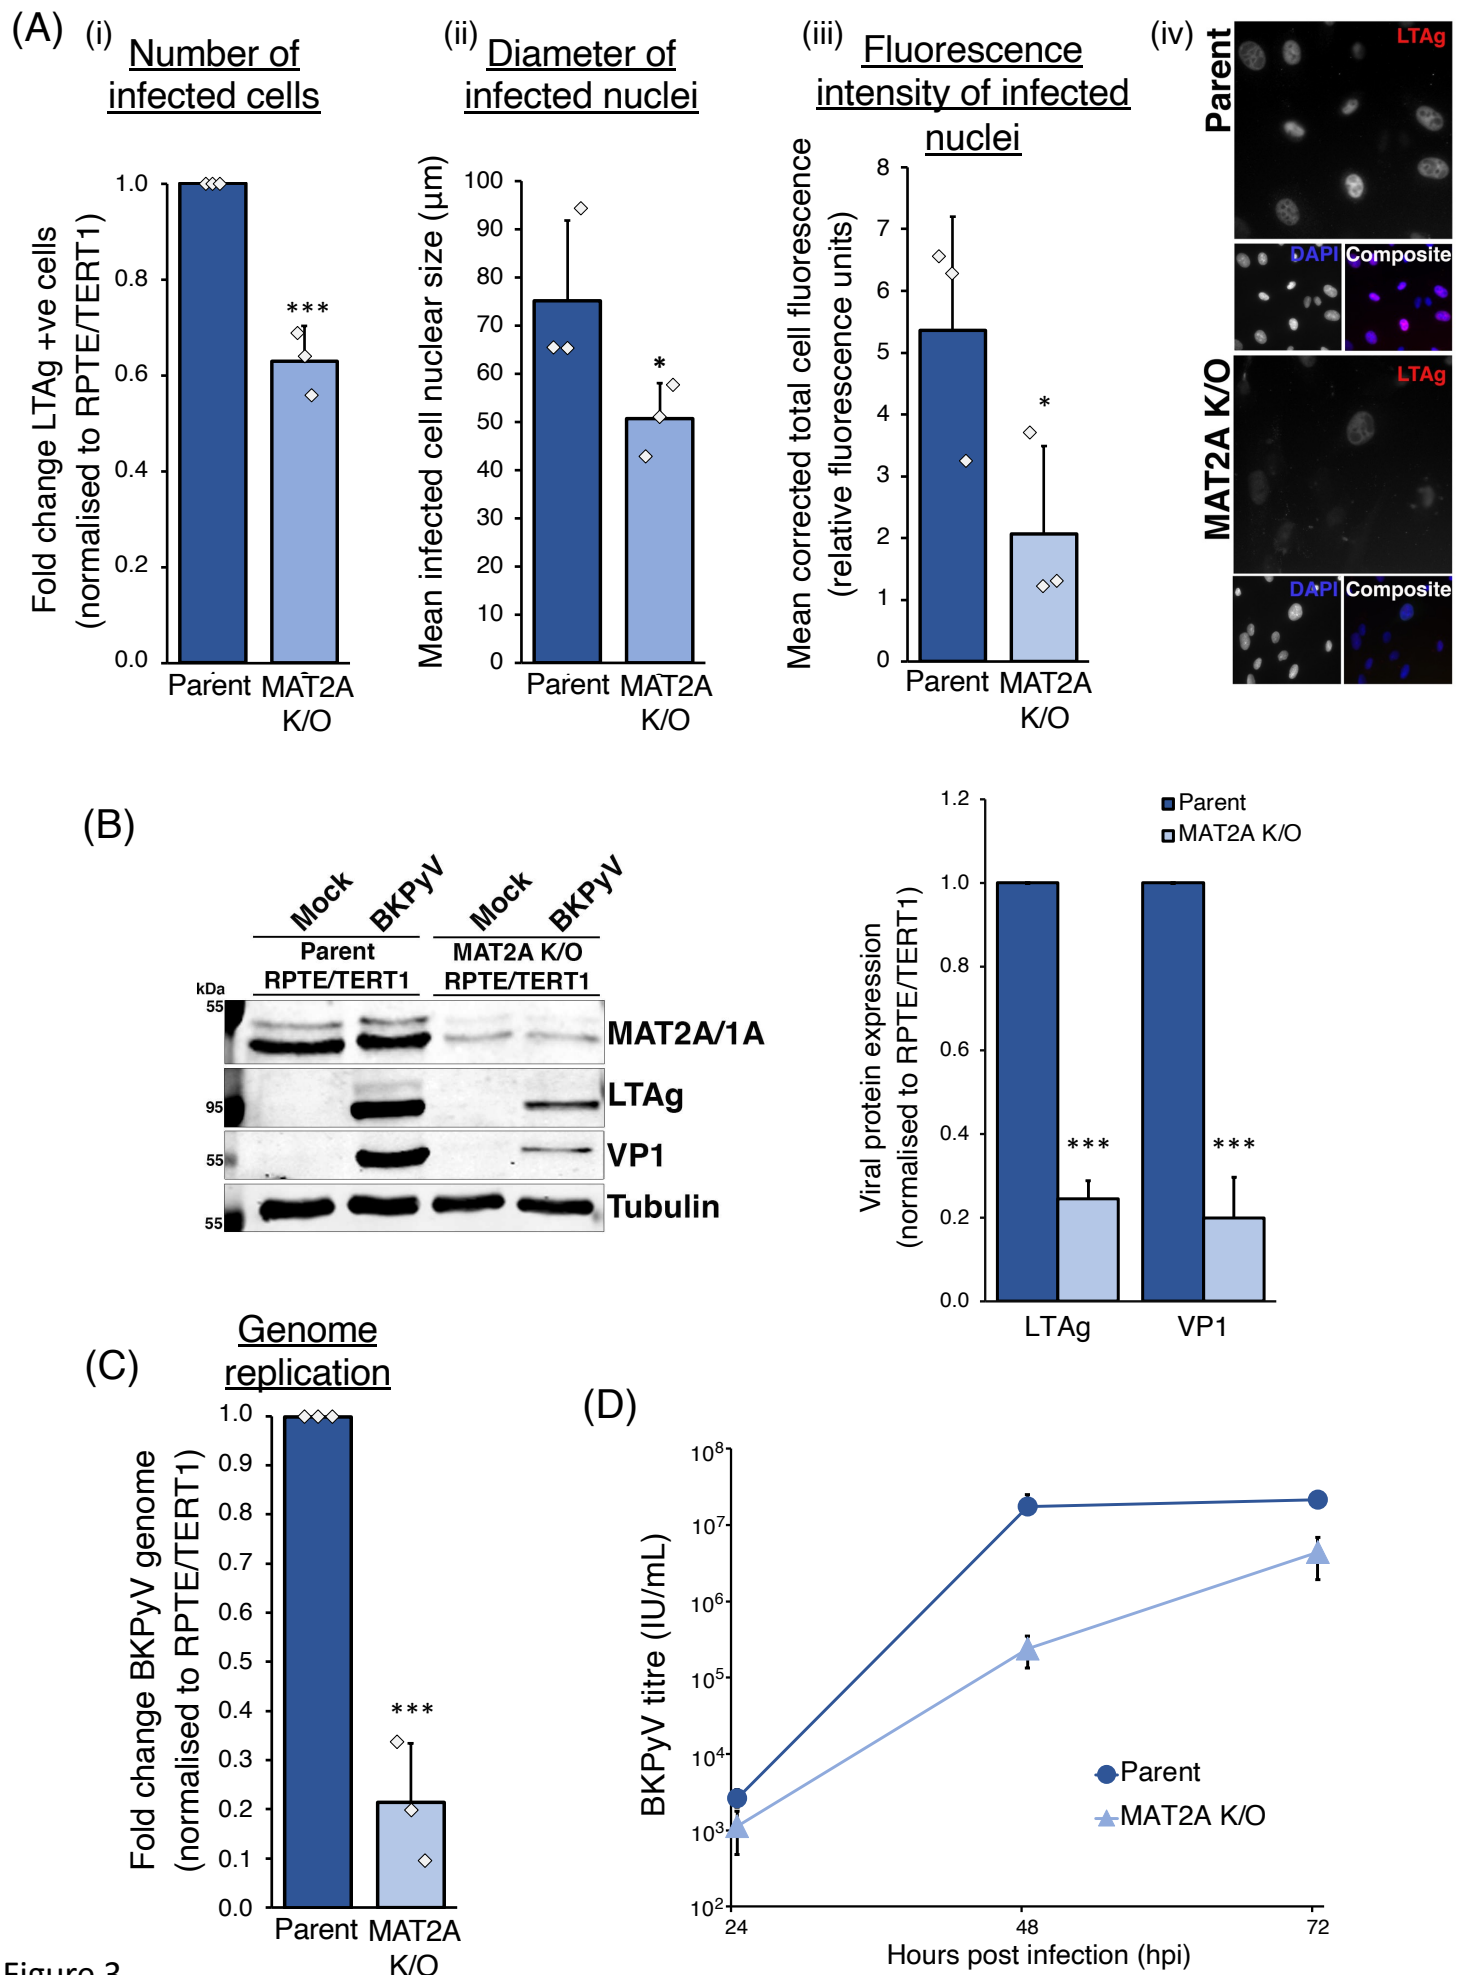 (A)
(i)
Number of
infected cells
Fold change LTAg +ve cells
(normalised to RPTE/TERT1)
1.0
0.8
0.6
0.4
0.2
0.0
***
Parent
MAT2A
K/O
(ii)
Diameter of
infected nuclei
Mean infected cell nuclear size (µm)
100
90
80
70
60
50
40
30
20
10
0
*
Parent
MAT2A
K/O
(iii)
Fluorescence
intensity of infected
nuclei
Mean corrected total cell fluorescence
(relative fluorescence units)
8
7
6
5
4
3
2
1
0
*
Parent
MAT2A
K/O
(iv)
Parent
LTAg
DAPI
Composite
MAT2A K/O
LTAg
DAPI
Composite
(B)
Mock
BKPyV
Mock
BKPyV
Parent
RPTE/TERT1
MAT2A K/O
RPTE/TERT1
kDa
55
MAT2A/1A
95
LTAg
55
VP1
55
Tubulin
Viral protein expression
(normalised to RPTE/TERT1)
1.2
1.0
0.8
0.6
0.4
0.2
0.0
Parent
MAT2A K/O
***
***
LTAg
VP1
(C)
Genome
replication
Fold change BKPyV genome
(normalised to RPTE/TERT1)
1.0
0.9
0.8
0.7
0.6
0.5
0.4
0.3
0.2
0.1
0.0
***
Parent
MAT2A
K/O
(D)
BKPyV titre (IU/mL)
10⁸
10⁷
10⁶
10⁵
10⁴
10³
10²
Parent
MAT2A K/O
24
48
72
Hours post infection (hpi)
Figure 3